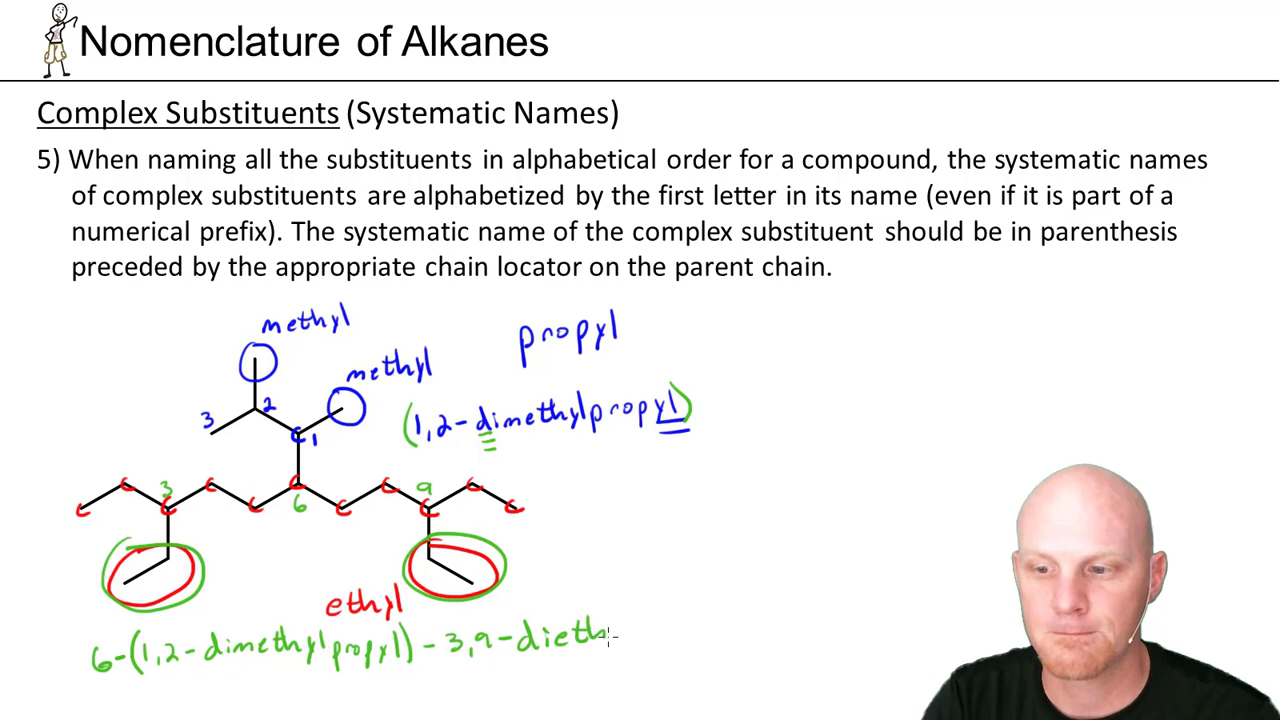 Nomenclature of Alkanes
Complex Substituents (Systematic Names)
5) When naming all the substituents in alphabetical order for a compound, the systematic names
of complex substituents are alphabetized by the first letter in its name (even if it is part of a
numerical prefix). The systematic name of the complex substituent should be in parenthesis
preceded by the appropriate chain locator on the parent chain.
methyl
propyl
methyl
3 2
(1,2-dimethylpropyl)
c 1
c c 3 c c c 6 c c 9 c c c
ethyl
6-(1,2-dimethylpropyl)-3,9-dieth